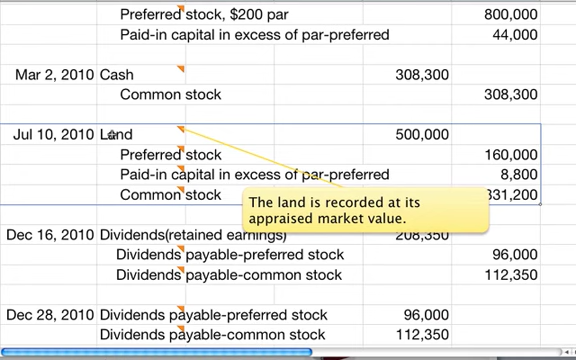 Preferred stock, $200 par 800,000
Paid-in capital in excess of par-preferred 44,000
Mar 2, 2010 Cash 308,300
Common stock 308,300
Jul 10, 2010 Land 500,000
Preferred stock 160,000
Paid-in capital in excess of par-preferred 8,800
Common stock 331,200
The land is recorded at its
appraised market value.
Dec 16, 2010 Dividends(retained earnings) 208,350
Dividends payable-preferred stock 96,000
Dividends payable-common stock 112,350
Dec 28, 2010 Dividends payable-preferred stock 96,000
Dividends payable-common stock 112,350